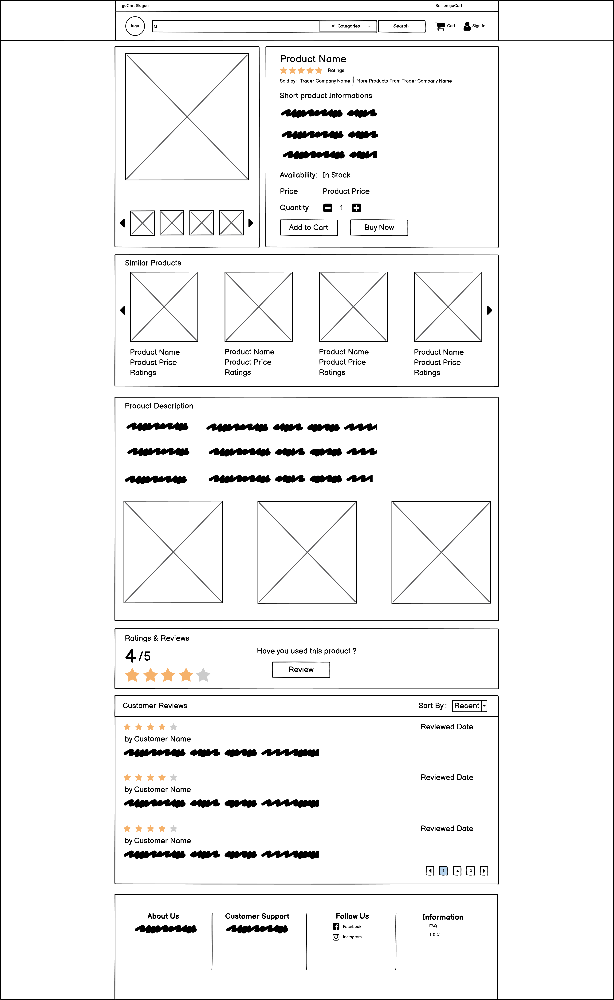 goCart Slogan Sell on goCart
logo All Categories Search Cart Sign In
Product Name
Ratings
Sold by : Trader Company Name More Products From Trader Company Name
Short product Informations
Availability: In Stock
Price Product Price
Quantity 1
Add to Cart Buy Now
Similar Products
Product Name Product Name Product Name Product Name
Product Price Product Price Product Price Product Price
Ratings Ratings Ratings Ratings
Product Description
Ratings & Reviews
4 /5
Have you used this product ?
Review
Customer Reviews Sort By : Recent
Reviewed Date
by Customer Name
Reviewed Date
by Customer Name
Reviewed Date
by Customer Name
1 2 3
About Us Customer Support Follow Us Information
Facebook FAQ
Instagram T & C